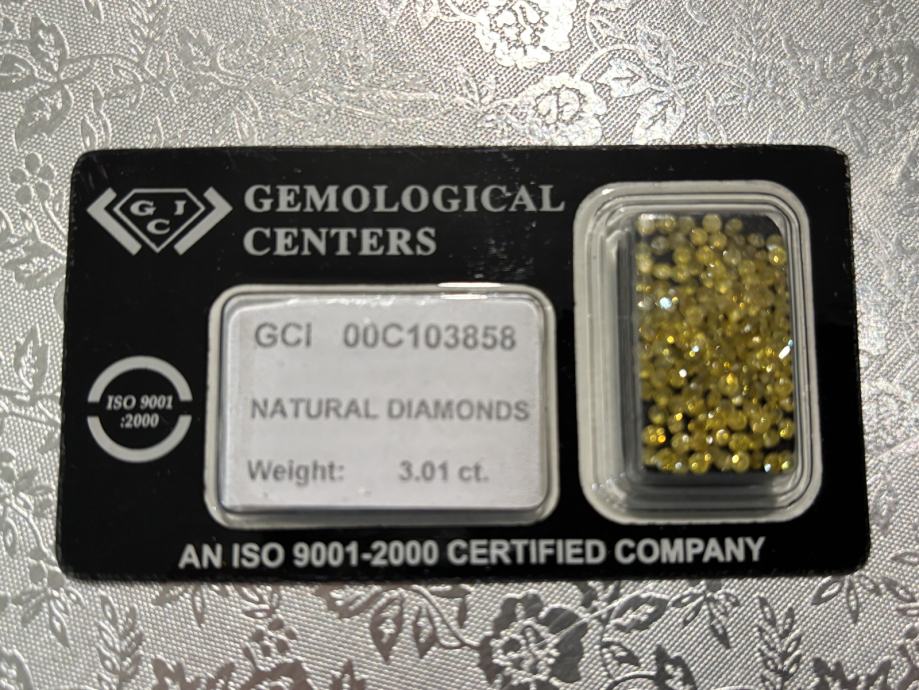 GCJ
GEMOLOGICAL
CENTERS
GCI 00C103858
NATURAL DIAMONDS
Weight: 3.01 ct.
ISO 9001
:2000
AN ISO 9001-2000 CERTIFIED COMPANY